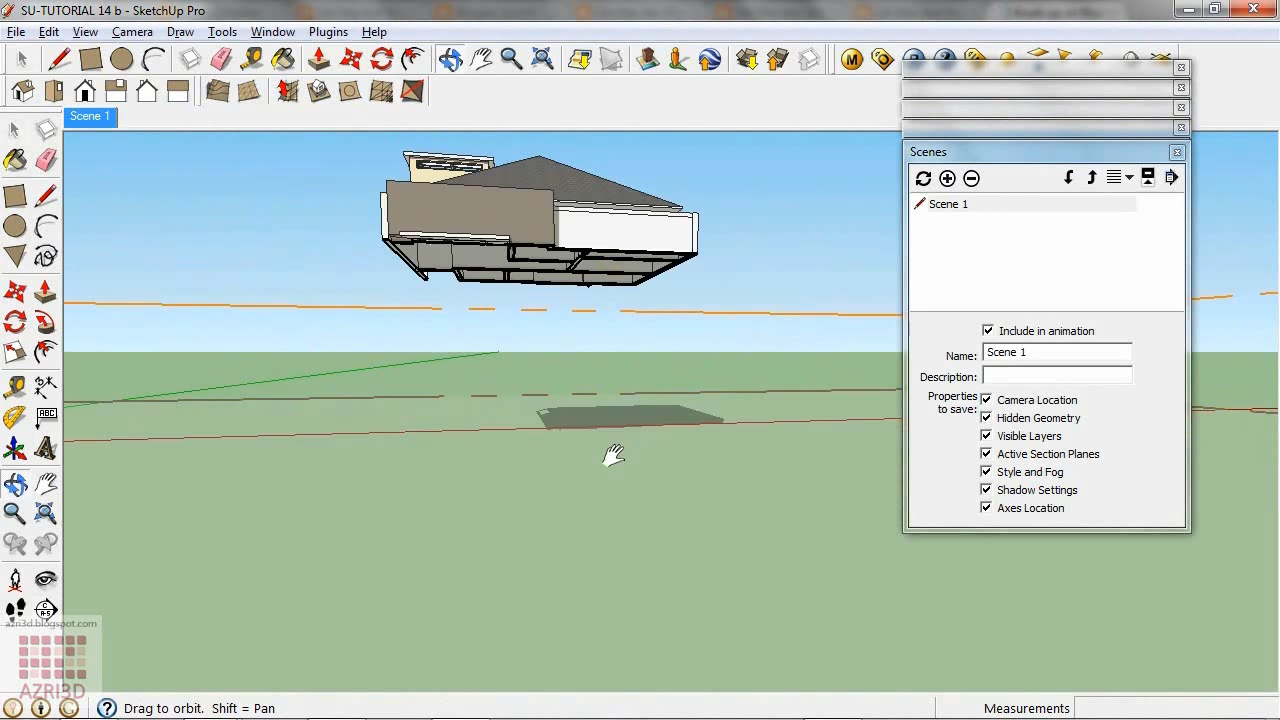 SU-TUTORIAL 14 b - SketchUp Pro
File Edit View Camera Draw Tools Window Plugins Help
Scene 1
Scenes
Scene 1
Include in animation
Name: Scene 1
Description:
Properties to save:
Camera Location
Hidden Geometry
Visible Layers
Active Section Planes
Style and Fog
Shadow Settings
Axes Location
ABC
azri3d.blogspot.com
AZRI3D
Drag to orbit. Shift = Pan
Measurements